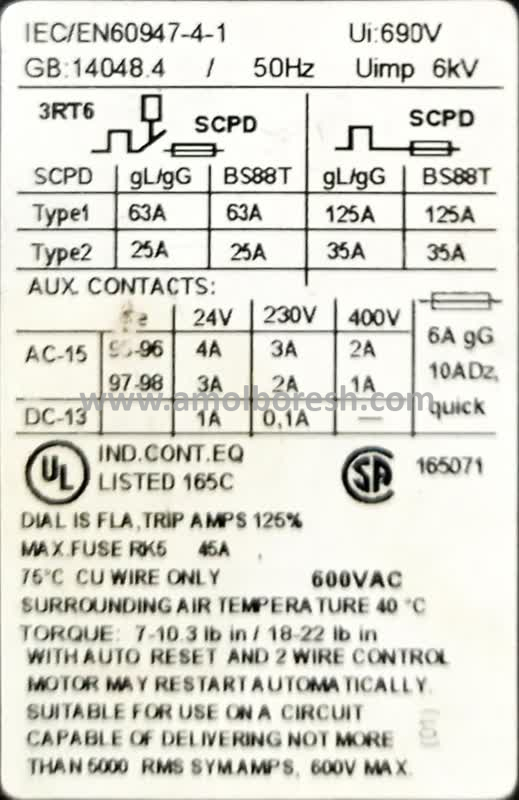 IEC/EN60947-4-1 Ui:690V
GB:14048.4 / 50Hz Uimp 6kV
3RT6 SCPD SCPD
SCPD gL/gG BS88T gL/gG BS88T
Type1 63A 63A 125A 125A
Type2 25A 25A 35A 35A
AUX. CONTACTS:
24V 230V 400V
AC-15 95-96 4A 3A 2A 6A gG
97-98 3A 2A 1A 10ADz,
www.amolboresh.com
DC-13 1A 0,1A — quick
UL IND.CONT.EQ SA 165071
LISTED 165C
DIAL IS FLA,TRIP AMPS 125%
MAX.FUSE RK5 45A
75°C CU WIRE ONLY 600VAC
SURROUNDING AIR TEMPERATURE 40 °C
TORQUE: 7-10.3 lb in / 18-22 lb in
WITH AUTO RESET AND 2 WIRE CONTROL
MOTOR MAY RESTART AUTOMATICALLY.
SUITABLE FOR USE ON A CIRCUIT
CAPABLE OF DELIVERING NOT MORE
THAN 5000 RMS SYM.AMPS, 600V MAX.
(01)